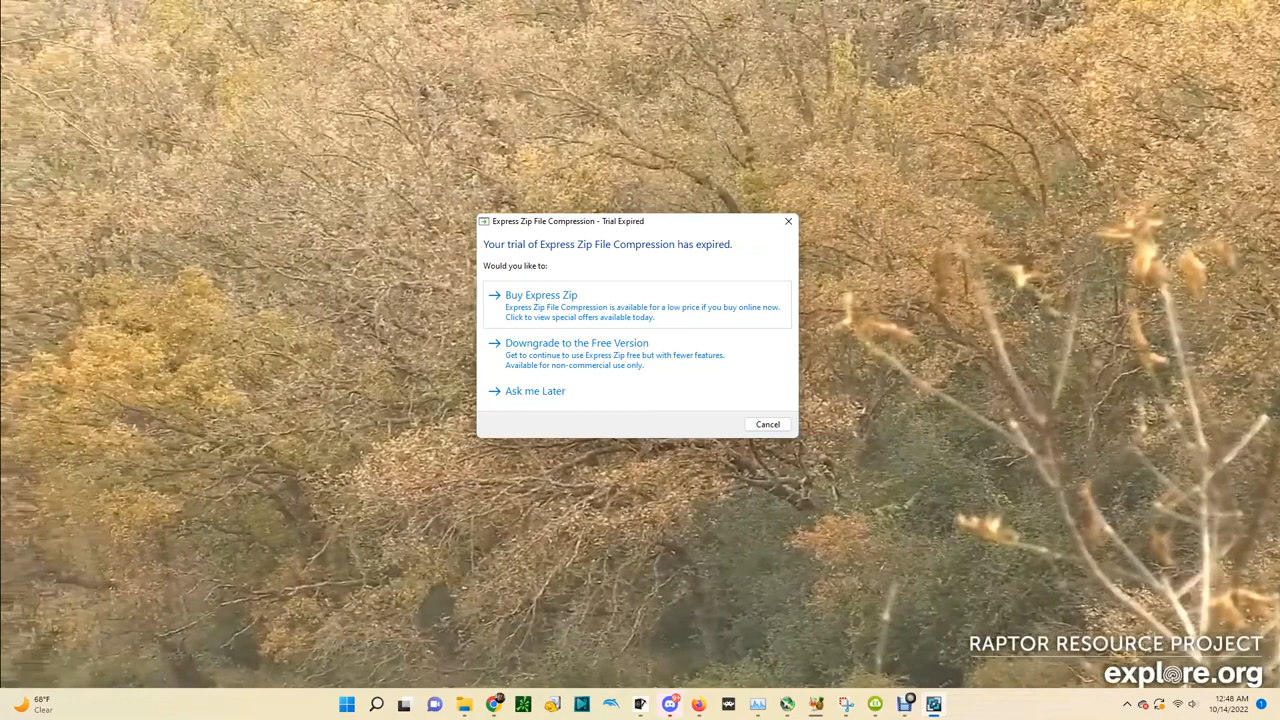 Express Zip File Compression - Trial Expired
Your trial of Express Zip File Compression has expired.
Would you like to:
Buy Express Zip
Express Zip File Compression is available for a low price if you buy online now.
Click to view special offers available today.
Downgrade to the Free Version
Get to continue to use Express Zip free but with fewer features.
Available for non-commercial use only.
Ask me Later
Cancel
RAPTOR RESOURCE PROJECT
explore.org
68°F
Clear
9+
12:48 AM
10/14/2022
1